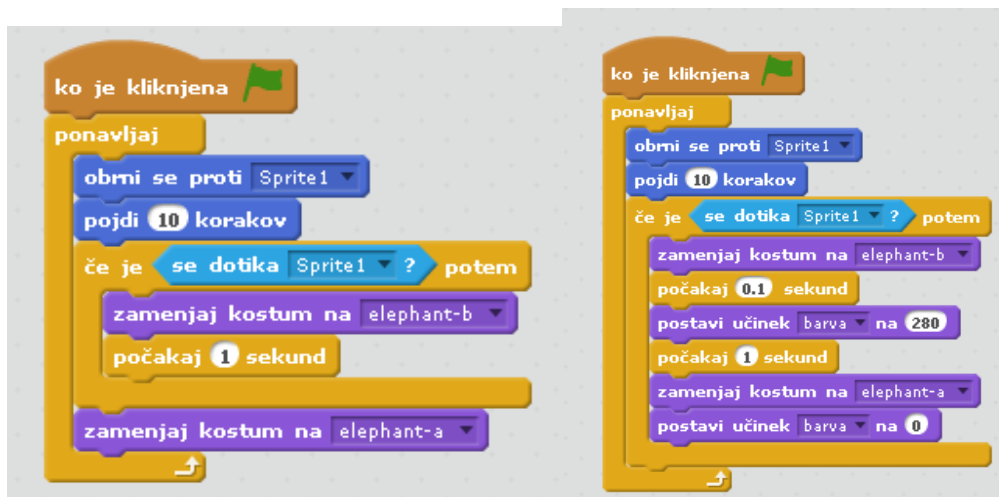 ko je kliknjena
ponavljaj
obrni se proti Sprite1
pojdi 10 korakov
če je se dotika Sprite1 ? potem
zamenjaj kostum na elephant-b
počakaj 1 sekund
zamenjaj kostum na elephant-a
ko je kliknjena
ponavljaj
obrni se proti Sprite1
pojdi 10 korakov
če je se dotika Sprite1 ? potem
zamenjaj kostum na elephant-b
počakaj 0.1 sekund
postavi učinek barva na 280
počakaj 1 sekund
zamenjaj kostum na elephant-a
postavi učinek barva na 0